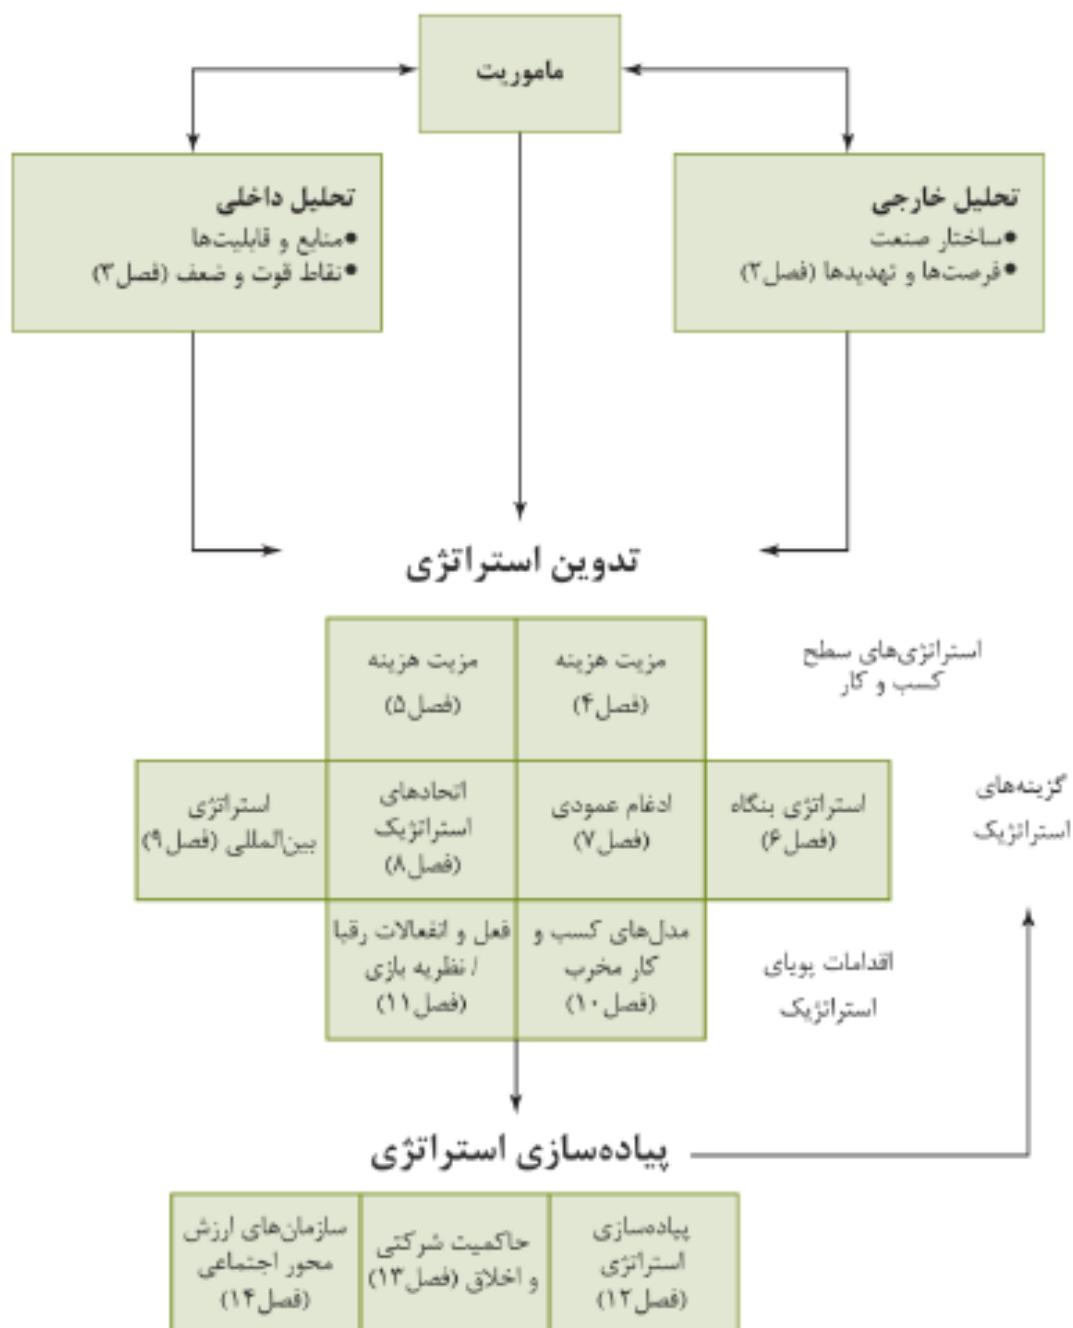 ماموریت
تحلیل خارجی
•ساختار صنعت
•فرصت‌ها و تهدیدها (فصل۲)
تحلیل داخلی
•منابع و قابلیت‌ها
•نقاط قوت و ضعف (فصل۳)
تدوین استراتژی
استراتژی‌های سطح
کسب و کار
مزیت هزینه
(فصل۴)
مزیت هزینه
(فصل۵)
گزینه‌های
استراتژیک
استراتژی بنگاه
(فصل۶)
ادغام عمودی
(فصل۷)
اتحادهای
استراتژیک
(فصل۸)
استراتژی
بین‌المللی (فصل۹)
اقدامات پویای
استراتژیک
مدل‌های کسب و
کار مخرب
(فصل۱۰)
فعل و انفعالات رقبا
/ نظریه بازی
(فصل۱۱)
پیاده‌سازی استراتژی
پیاده‌سازی
استراتژی
(فصل۱۲)
حاکمیت شرکتی
و اخلاق (فصل۱۳)
سازمان‌های ارزش
محور اجتماعی
(فصل۱۴)